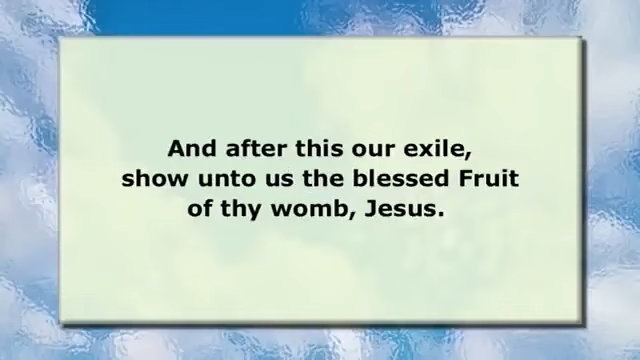 And after this our exile,
show unto us the blessed Fruit
of thy womb, Jesus.